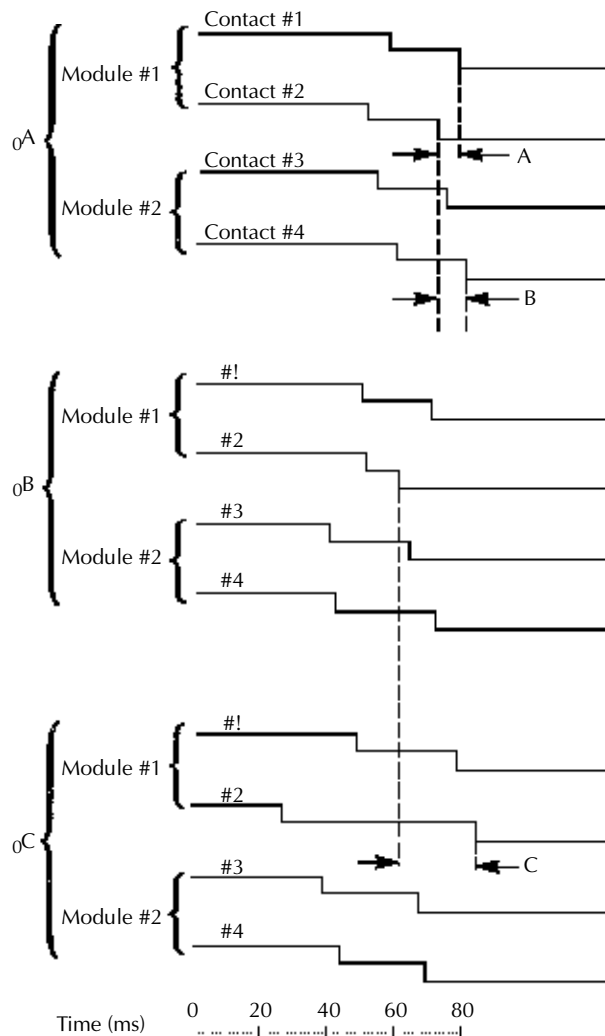 Contact #1
Module #1
Contact #2
A
₀A
Contact #3
Module #2
Contact #4
B
#!
Module #1
#2
₀B
#3
Module #2
#4
#!
Module #1
#2
₀C
C
#3
Module #2
#4
0 20 40 60 80
Time (ms)